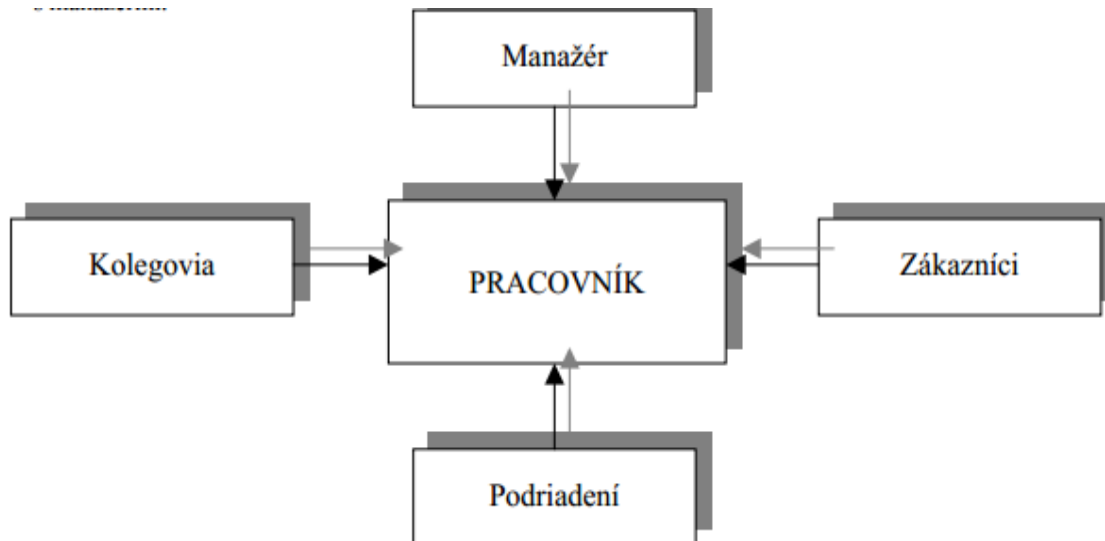 Manažér
Kolegovia
PRACOVNÍK
Zákazníci
Podriadení